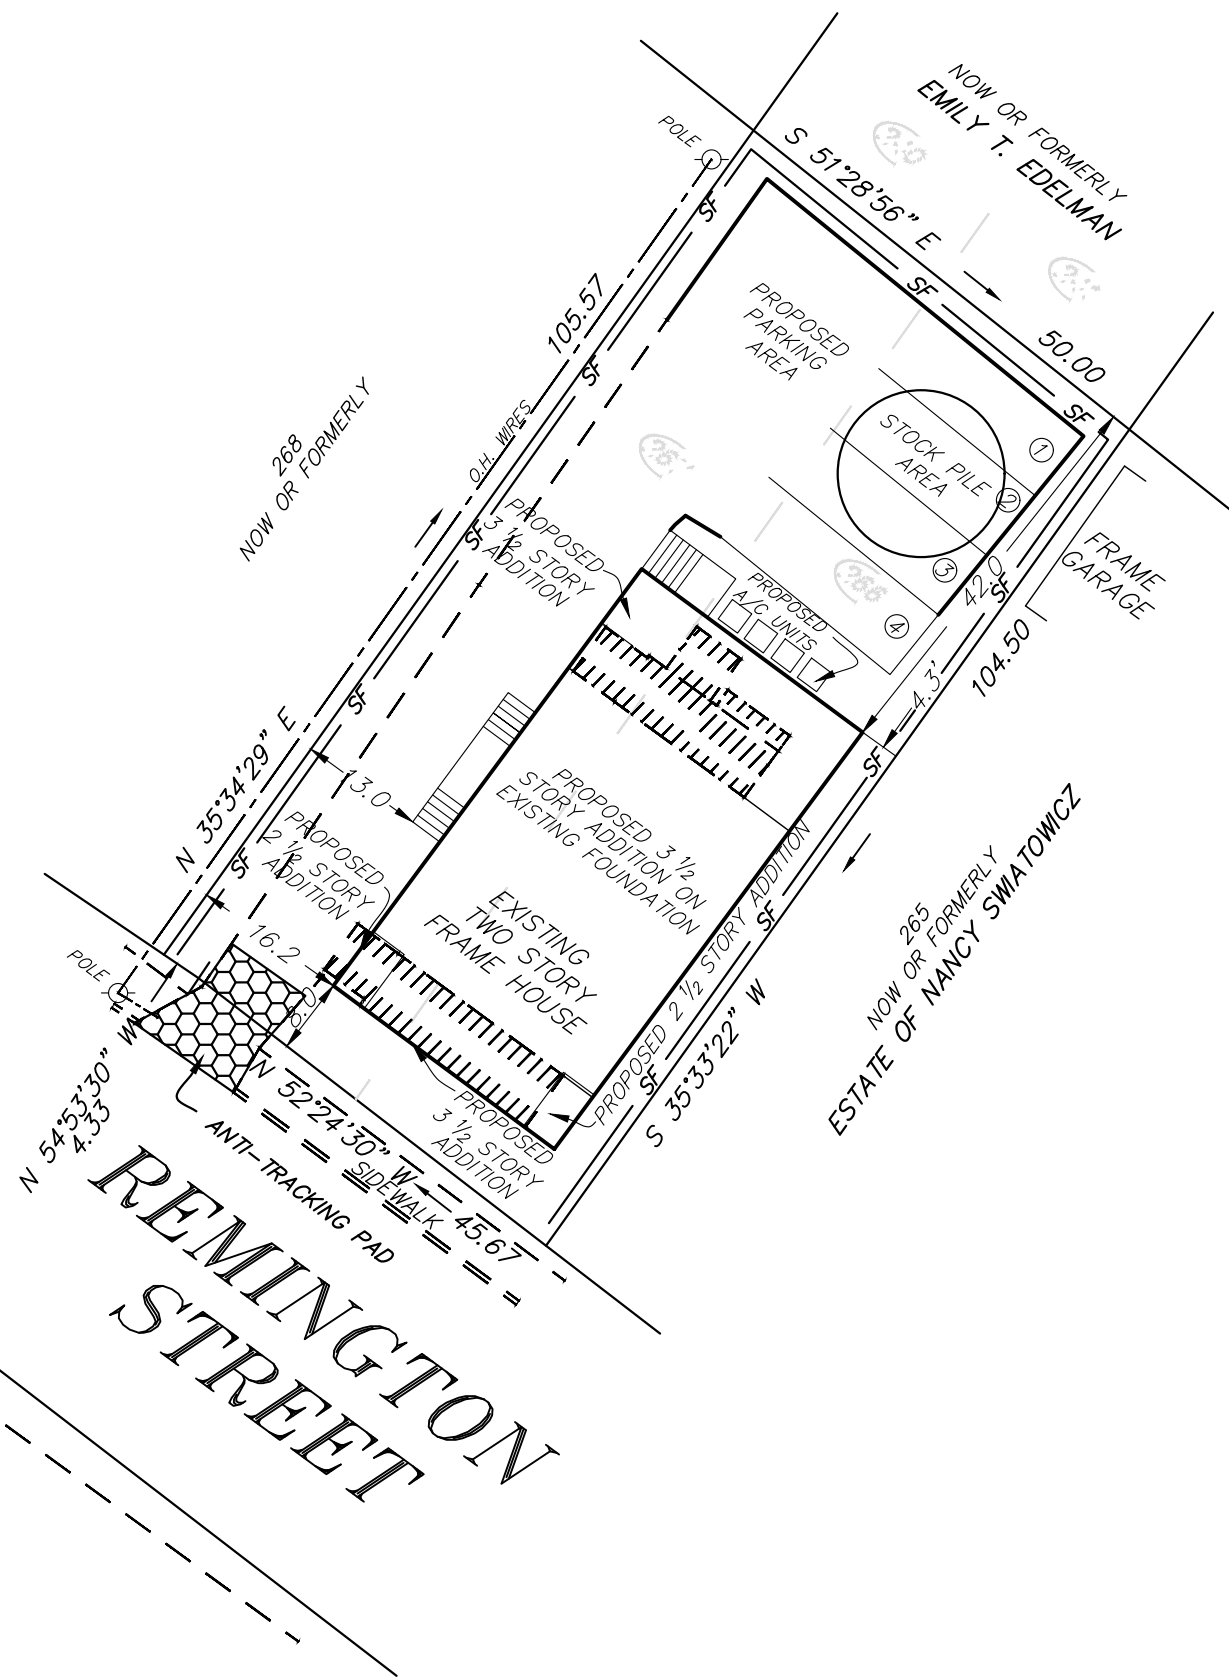 NOW OR FORMERLY
EMILY T. EDELMAN
POLE
S 51°28'56" E
50.00
SF
SF
SF
SF
SF
SF
SF
SF
SF
SF
SF
SF
105.57
O.H. WIRES
268
NOW OR FORMERLY
N 35°34'29" E
PROPOSED
PARKING
AREA
STOCK PILE
AREA
1
2
3
4
42.0
FRAME
GARAGE
104.50
4.3'
PROPOSED
3 ½ STORY
ADDITION
PROPOSED
A/C UNITS
13.0
PROPOSED 3 ½
STORY ADDITION ON
EXISTING FOUNDATION
PROPOSED
2 ½ STORY
ADDITION
EXISTING
TWO STORY
FRAME HOUSE
PROPOSED 2 ½ STORY ADDITION
265
NOW OR FORMERLY
ESTATE OF NANCY SWIATOWICZ
S 35°33'22" W
16.2
POLE
N 54°53'30" W
4.33
N 52°24'30" W
45.67
SIDEWALK
PROPOSED
3 ½ STORY
ADDITION
ANTI-TRACKING PAD
REMINGTON
STREET